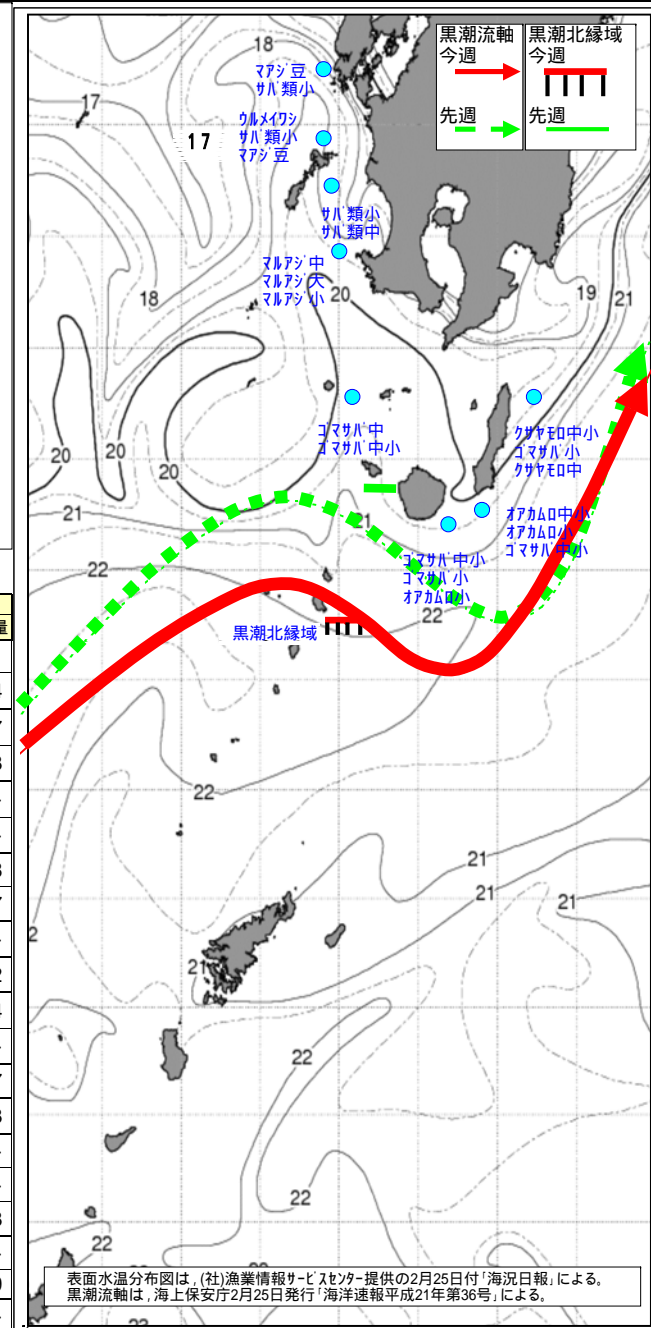 黒潮流軸
今週
先週
黒潮北縁域
今週
先週
18
17
17
マアジ豆
サバ類小
ウルメイワシ
サバ類小
マアジ豆
サバ類小
サバ類中
マルアジ中
マルアジ大
マルアジ小
20
18
19
21
20
20
20
ゴマサバ中
ゴマサバ中小
クサヤモロ中小
ゴマサバ小
クサヤモロ中
21
21
オアカムロ中小
オアカムロ小
ゴマサバ中小
ゴマサバ中小
ゴマサバ小
オアカムロ小
22
22
黒潮北縁域
22
21
21
21
22
22
22
表面水温分布図は，(社)漁業情報サービスセンター提供の2月25日付「海況日報」による。
黒潮流軸は，海上保安庁2月25日発行「海洋速報平成21年第36号」による。
量